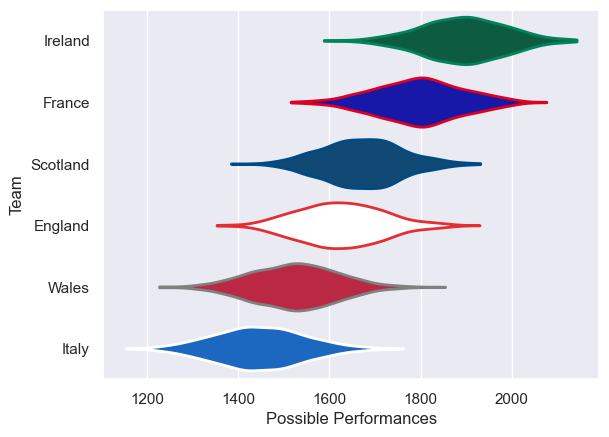 Ireland
France
Scotland
England
Wales
Italy
Team
1200 1400 1600 1800 2000
Possible Performances